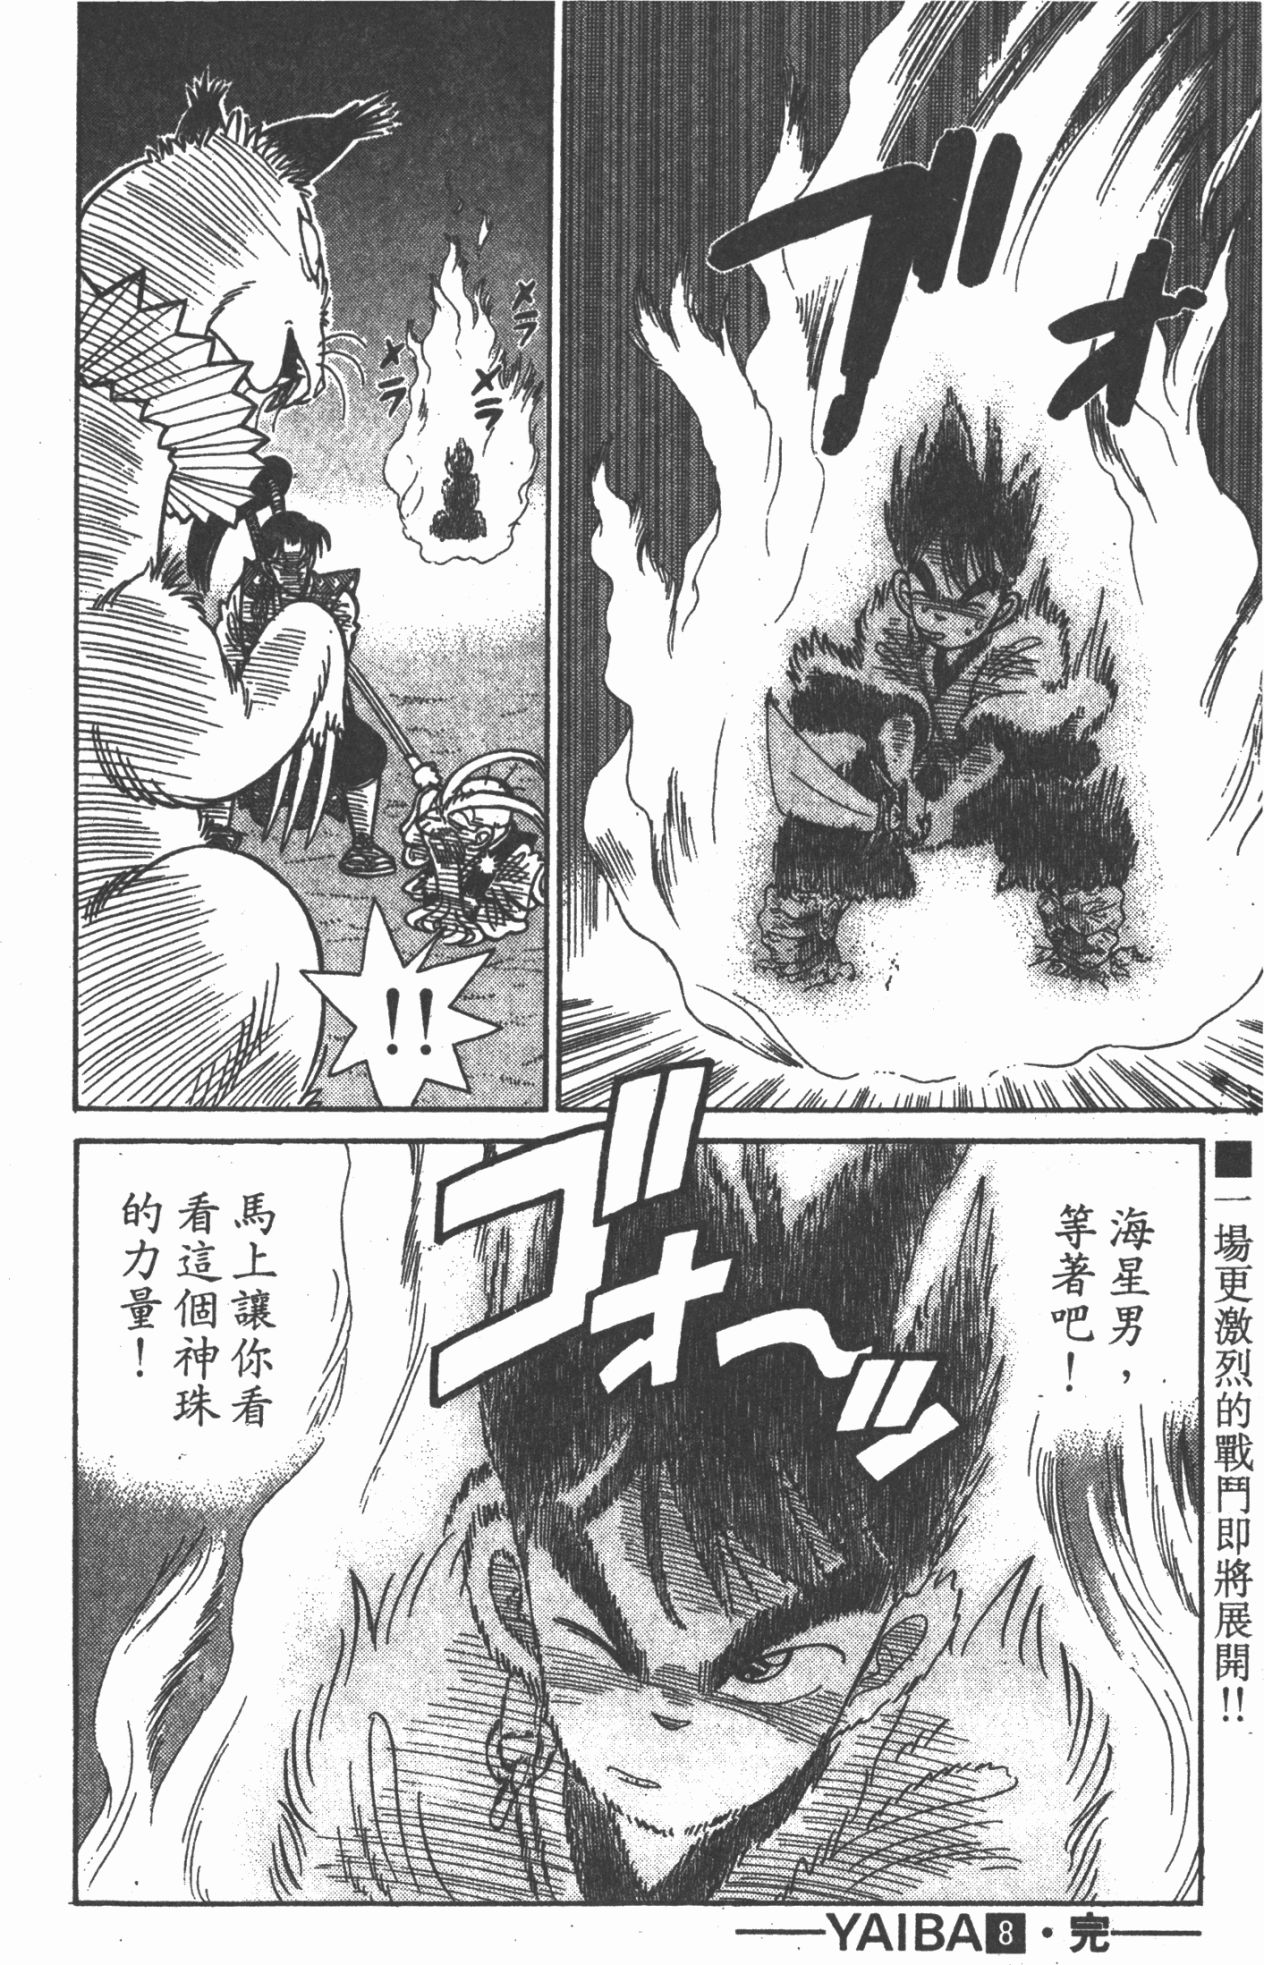 ブオ
メラ
メラ
メラ
!!
海星男，
等著吧！
ゴオ〜ッ
馬上讓你看
看這個神珠
的力量！
■一場更激烈的戰鬥即將展開!!
YAIBA 8・完